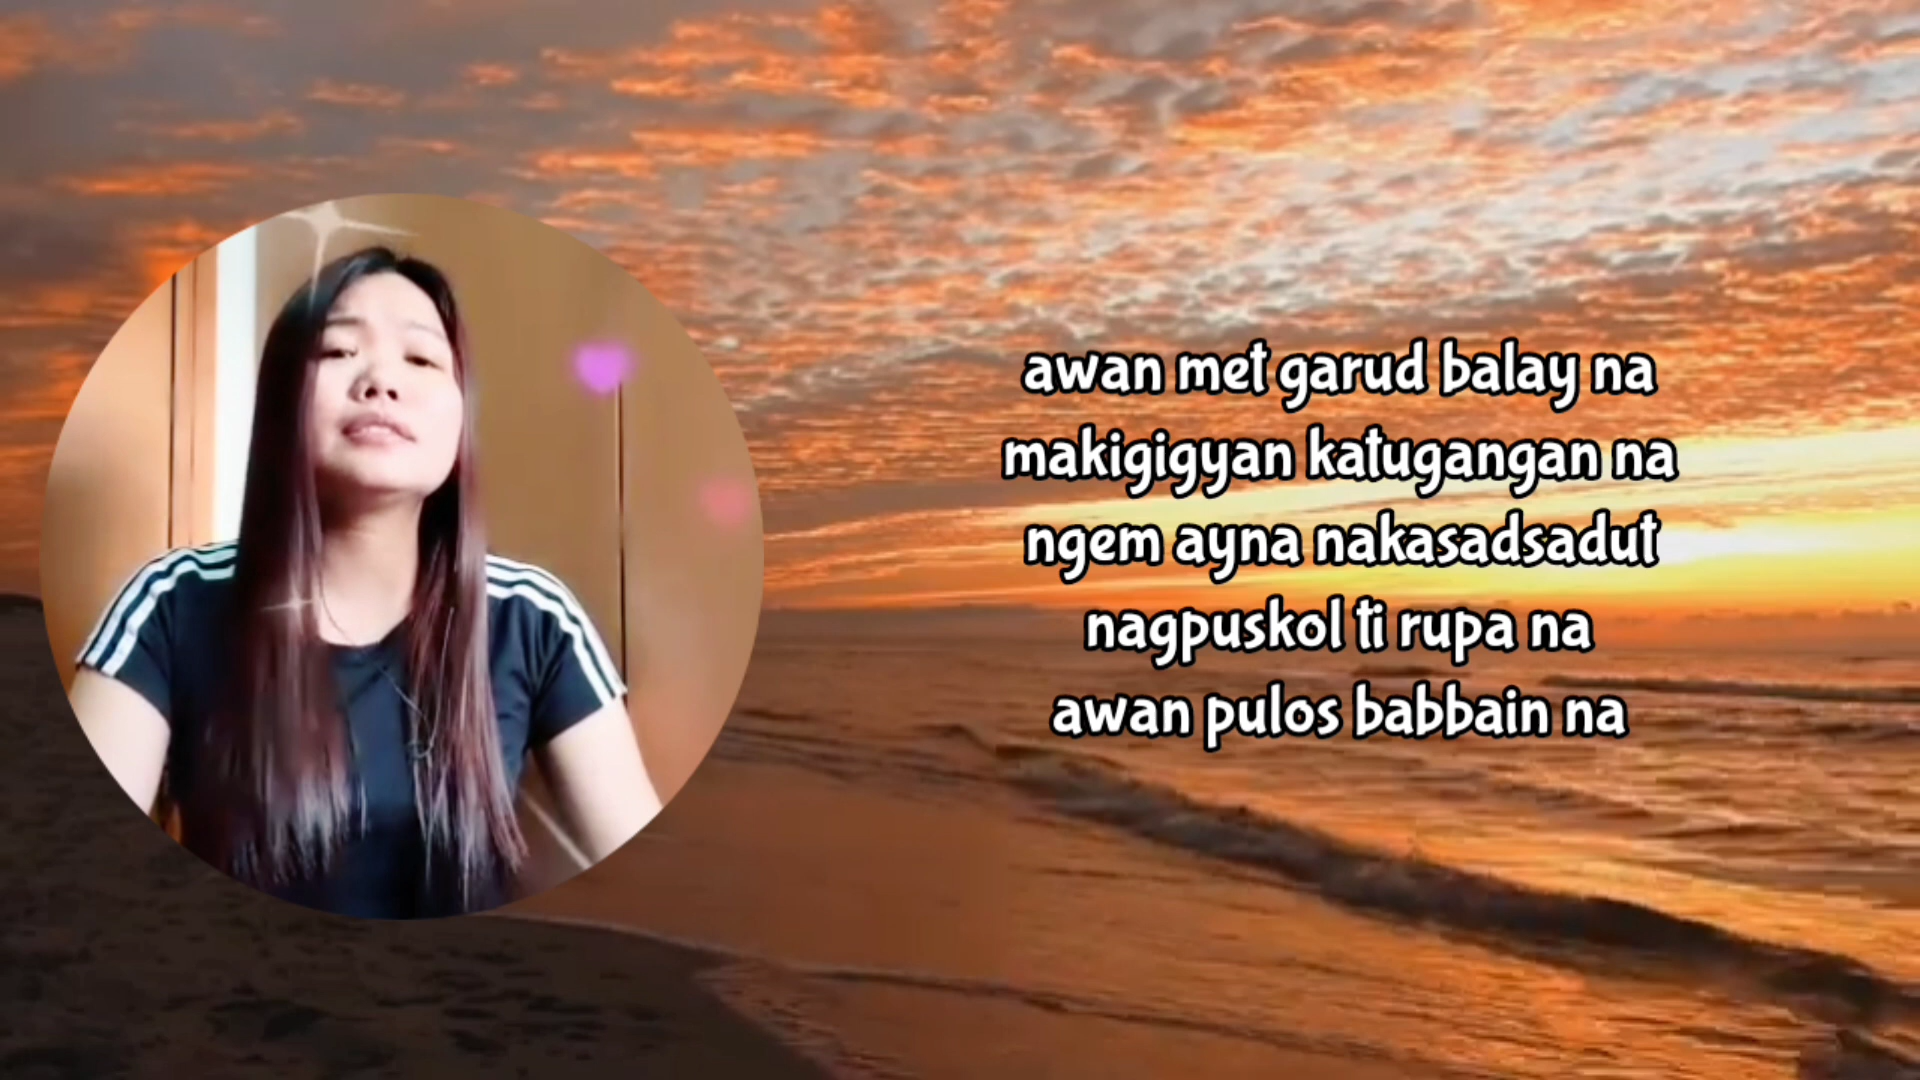 awan met garud balay na
makigigyan katugangan na
ngem ayna nakasadsadut
nagpuskol ti rupa na
awan pulos babbain na